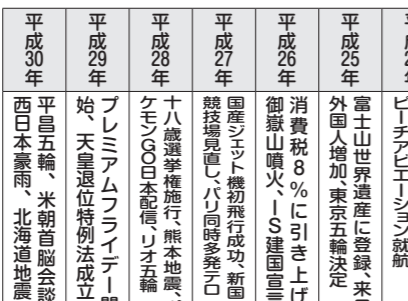 ピーチアビエーション就航
平成25年
富士山世界遺産に登録、来
外国人増加、東京五輪決定
平成26年
消費税8%に引き上げ
御嶽山噴火、IS建国宣言
平成27年
国産ジェット機初飛行成功、新国
競技場見直し、パリ同時多発テロ
平成28年
十八歳選挙権施行、熊本地震、
ケモンGO日本配信、リオ五輪
平成29年
プレミアムフライデー開
始、天皇退位特例法成立
平成30年
平昌五輪、米朝首脳会談
西日本豪雨、北海道地震